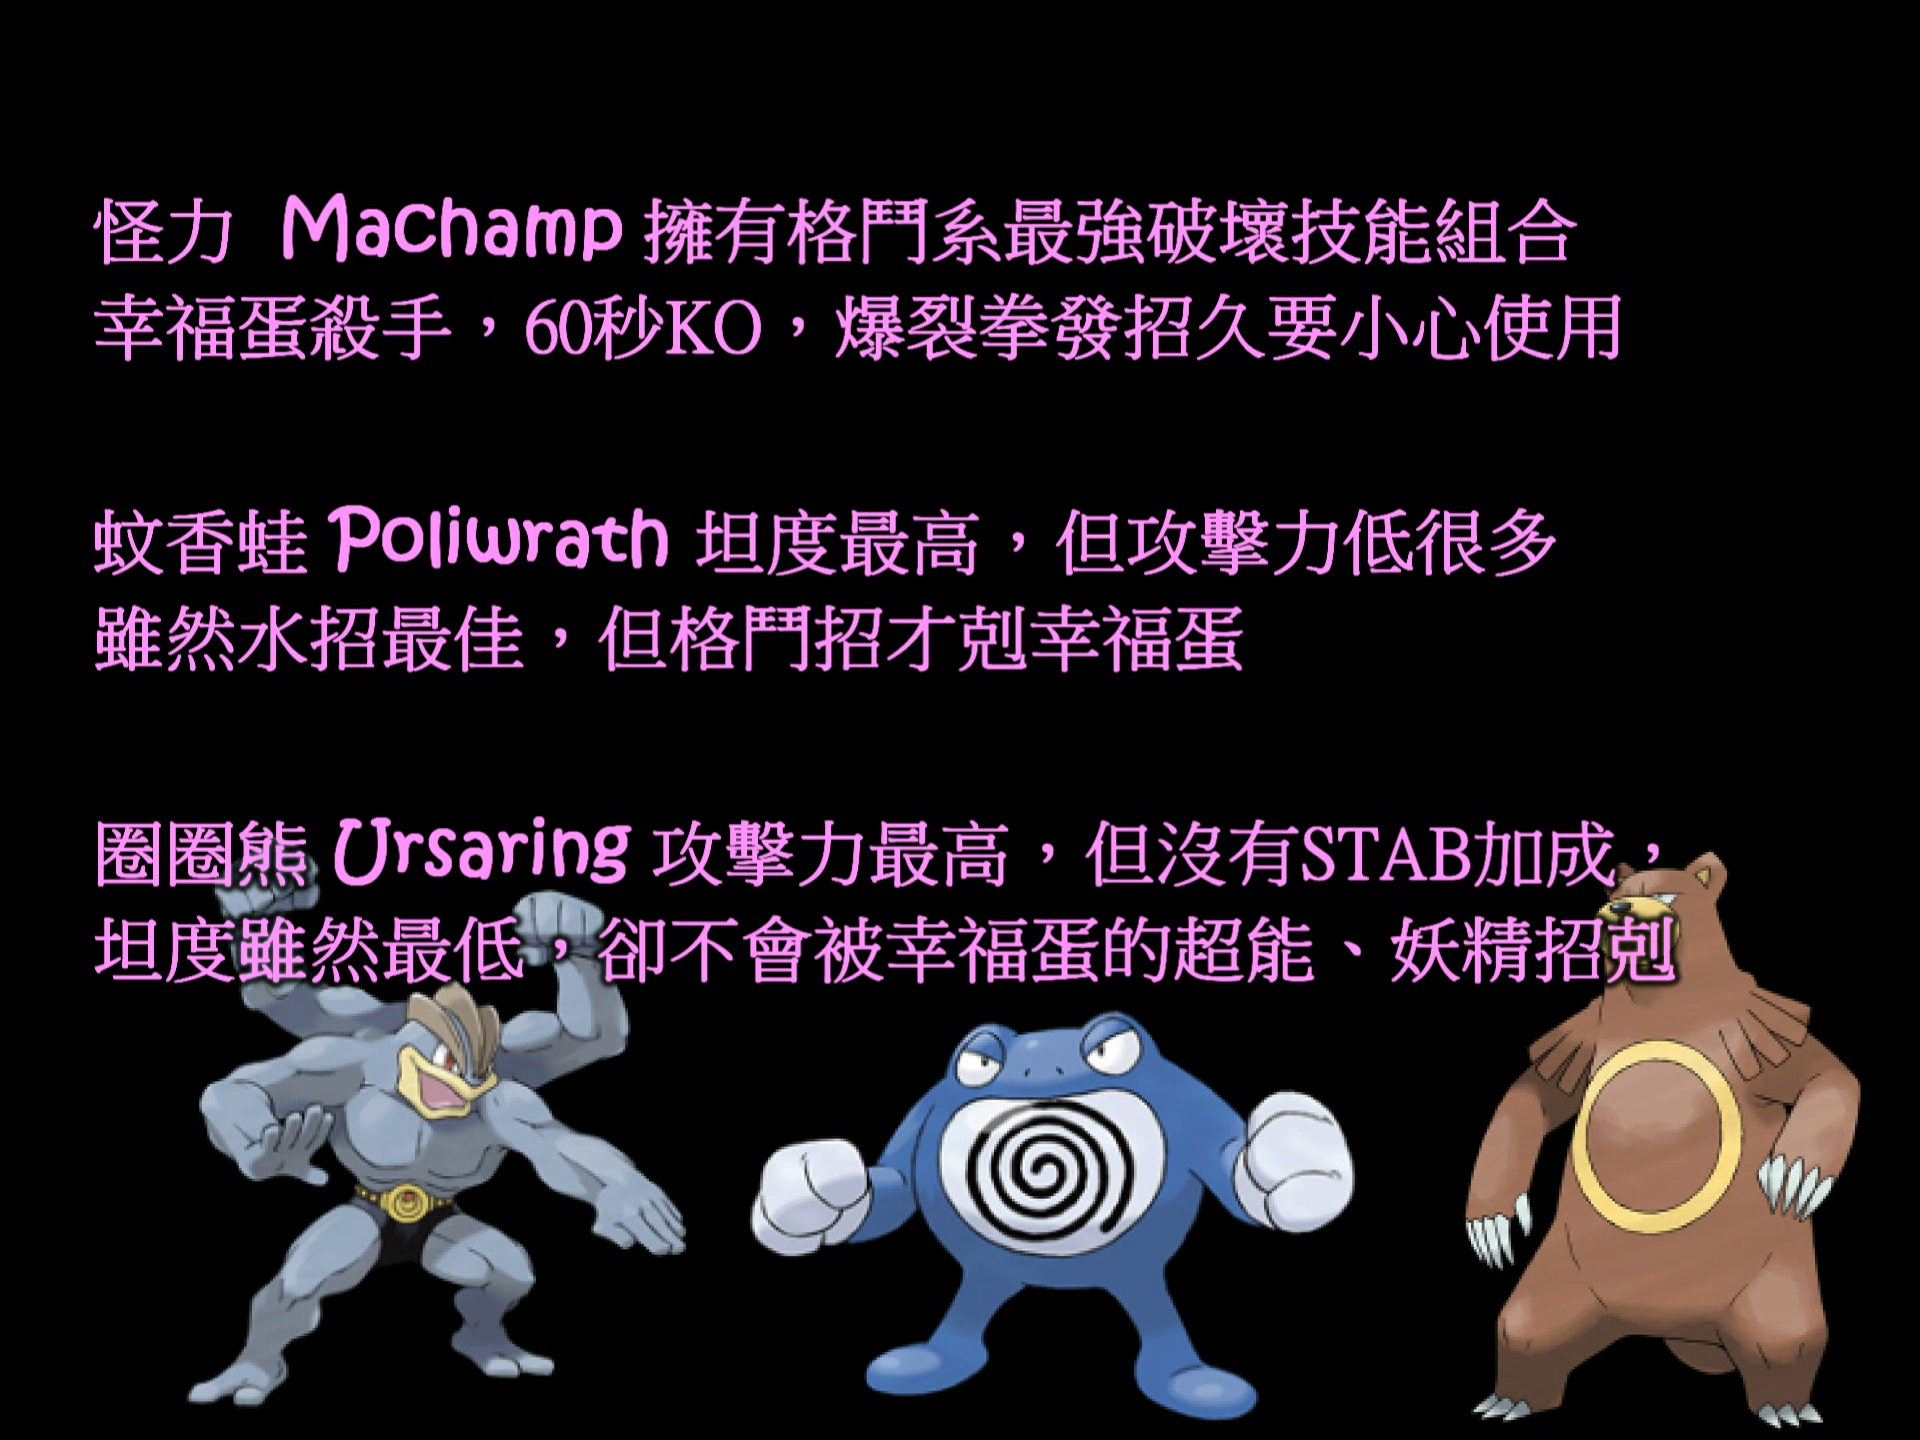 怪力 Machamp 擁有格鬥系最強破壞技能組合
幸福蛋殺手，60秒KO，爆裂拳發招久要小心使用
蚊香蛙 Poliwrath 坦度最高，但攻擊力低很多
雖然水招最佳，但格鬥招才剋幸福蛋
圈圈熊 Ursaring 攻擊力最高，但沒有STAB加成，
坦度雖然最低，卻不會被幸福蛋的超能、妖精招剋